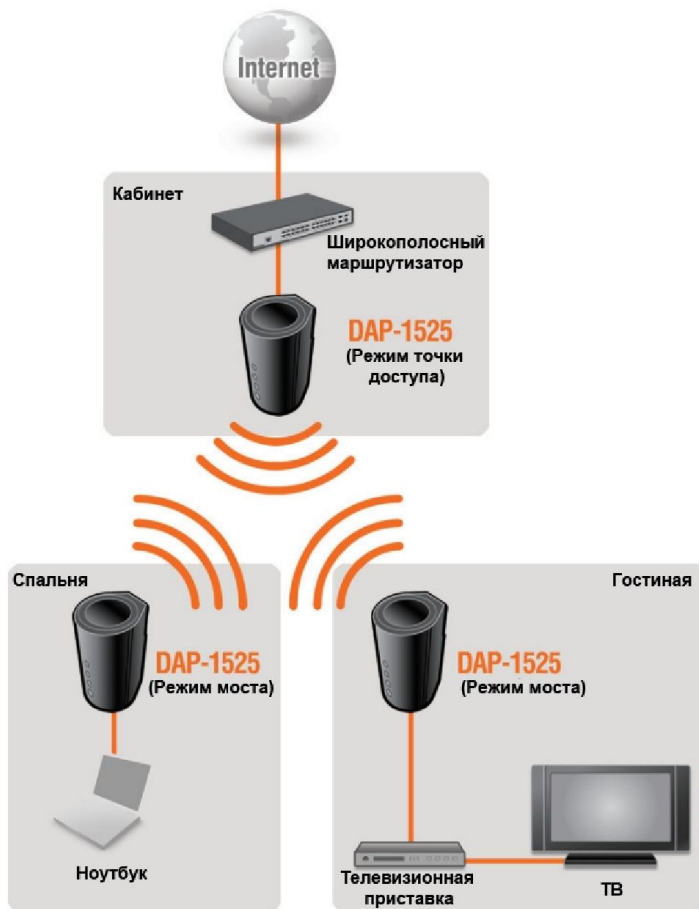 Internet
Кабинет
Широкополосный
маршрутизатор
DAP-1525
(Режим точки
доступа)
Спальня
DAP-1525
(Режим моста)
Ноутбук
Гостиная
DAP-1525
(Режим моста)
Телевизионная
приставка
ТВ